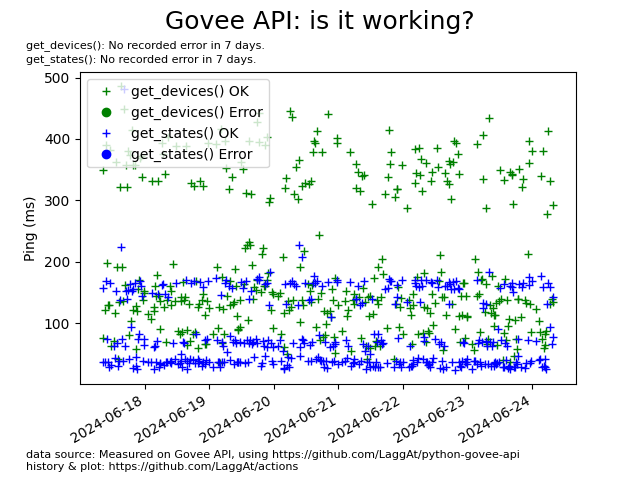 Govee API: is it working?
get_devices(): No recorded error in 7 days.
get_states(): No recorded error in 7 days.
get_devices() OK
get_devices() Error
get_states() OK
get_states() Error
Ping (ms)
500
400
300
200
100
2024-06-18
2024-06-19
2024-06-20
2024-06-21
2024-06-22
2024-06-23
2024-06-24
data source: Measured on Govee API, using https://github.com/LaggAt/python-govee-api
history & plot: https://github.com/LaggAt/actions